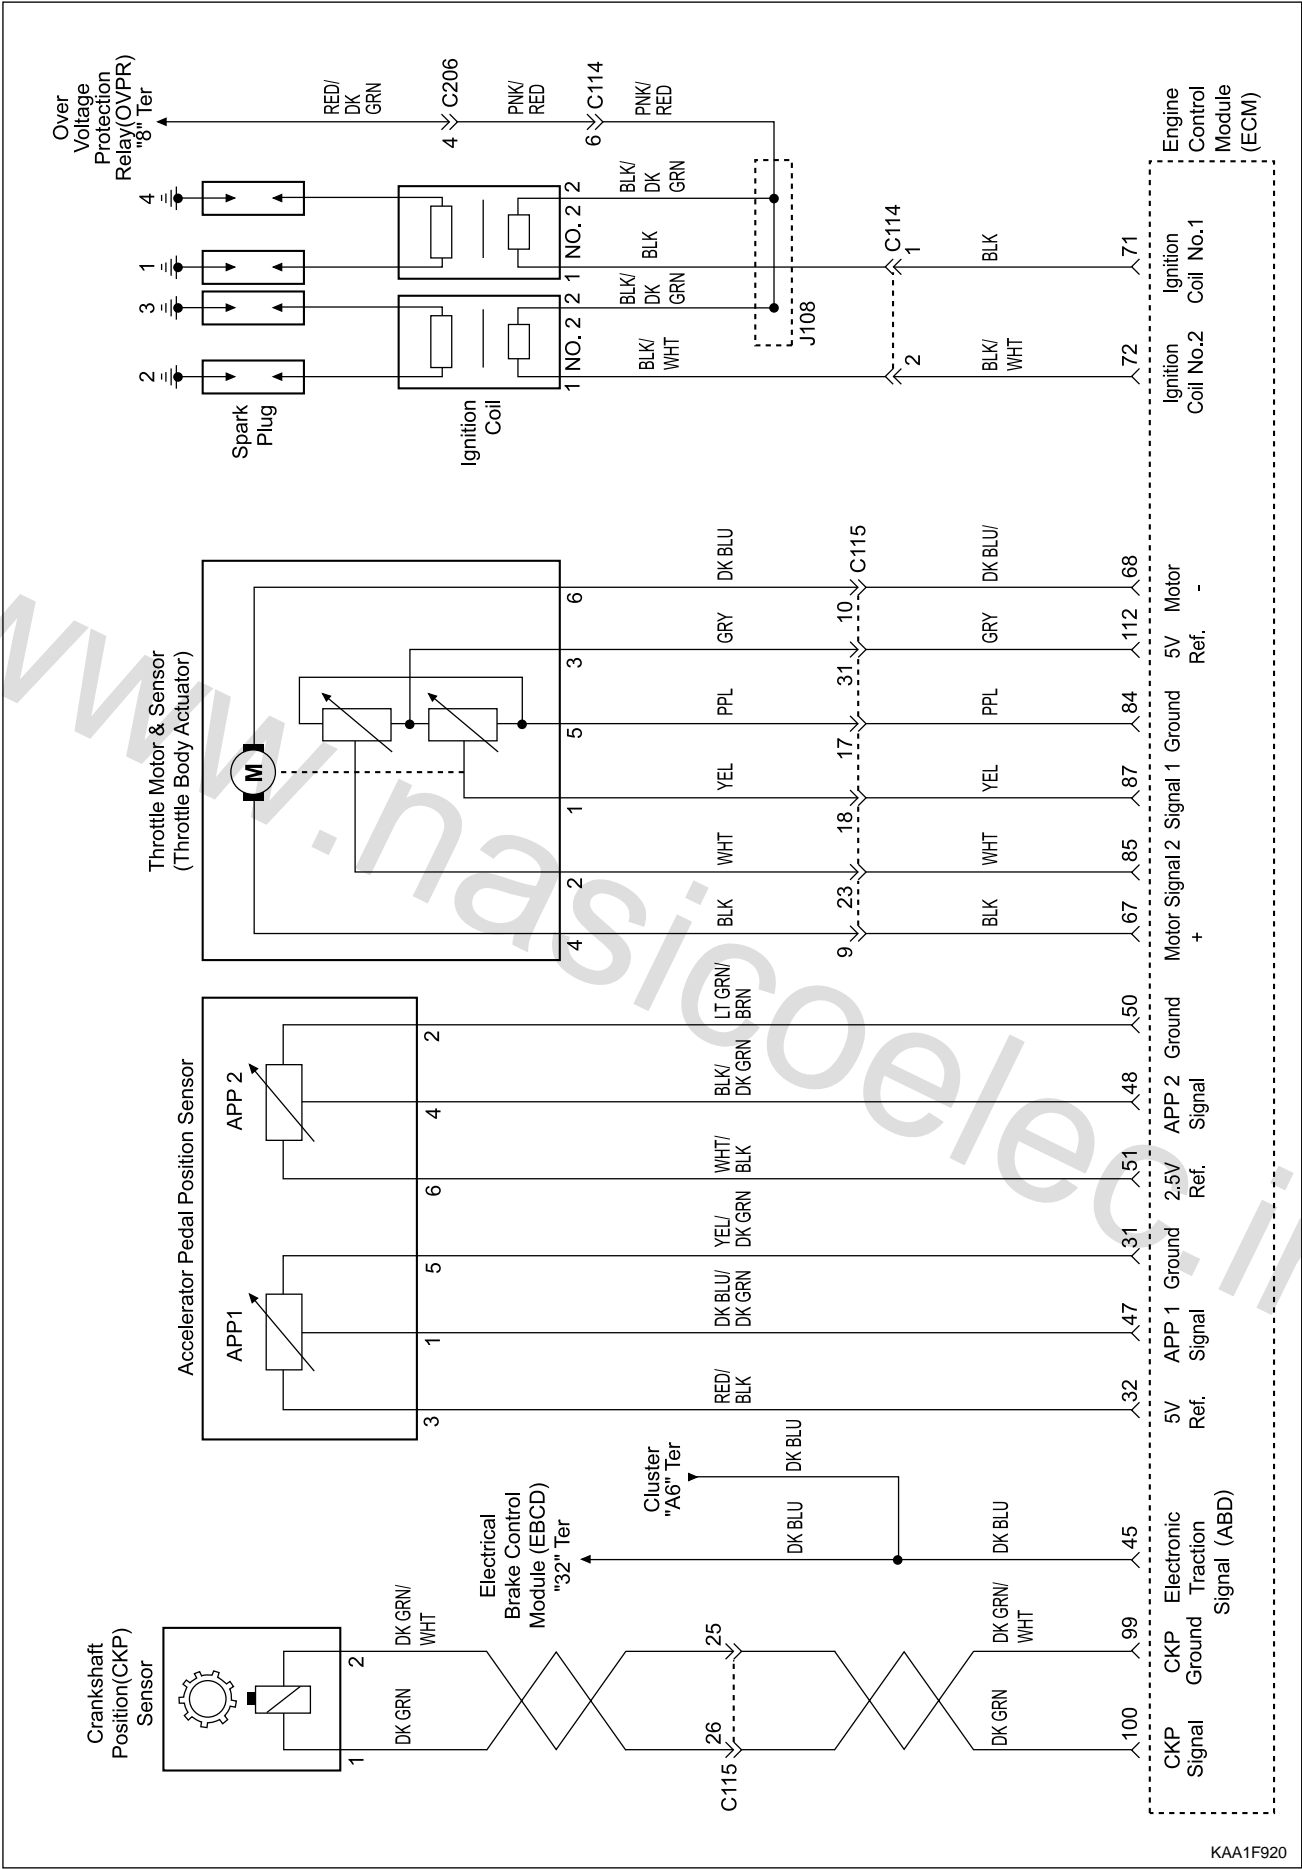 Crankshaft
Position(CKP)
Sensor
1
2
DK GRN
DK GRN/
WHT
C115
26
25
DK GRN
DK GRN/
WHT
100
99
CKP
Signal
CKP
Ground
Electrical
Brake Control
Module (EBCD)
"32" Ter
Cluster
"A6" Ter
DK BLU
DK BLU
DK BLU
45
Electronic
Traction
Signal (ABD)
Accelerator Pedal Position Sensor
APP1
APP 2
3
1
5
6
4
2
RED/
BLK
DK BLU/
DK GRN
YEL/
DK GRN
WHT/
BLK
BLK/
DK GRN
LT GRN/
BRN
32
47
31
51
48
50
5V
Ref.
APP 1
Signal
Ground
2.5V
Ref.
APP 2
Signal
Ground
Throttle Motor & Sensor
(Throttle Body Actuator)
M
4
2
1
5
3
6
BLK
WHT
YEL
PPL
GRY
DK BLU
9
23
18
17
31
10
C115
BLK
WHT
YEL
PPL
GRY
DK BLU/
67
85
87
84
112
68
Motor
+
Signal 2
Signal 1
Ground
5V
Ref.
Motor
-
Over
Voltage
Protection
Relay(OVPR)
"8" Ter
2
3
1
4
Spark
Plug
Ignition
Coil
1
NO. 2
2
1
NO. 2
2
RED/
DK
GRN
4
C206
PNK/
RED
6
C114
PNK/
RED
BLK/
WHT
BLK/
DK
GRN
BLK
BLK/
DK
GRN
J108
C114
2
1
BLK/
WHT
BLK
72
71
Ignition
Coil No.2
Ignition
Coil No.1
Engine
Control
Module
(ECM)
www.nasicoelec.ir
KAA1F920